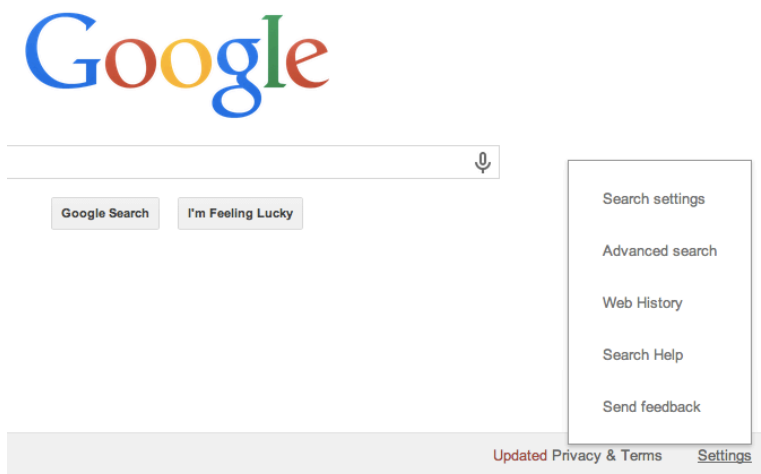 Google
Google Search
I'm Feeling Lucky
Search settings
Advanced search
Web History
Search Help
Send feedback
Updated Privacy & Terms
Settings